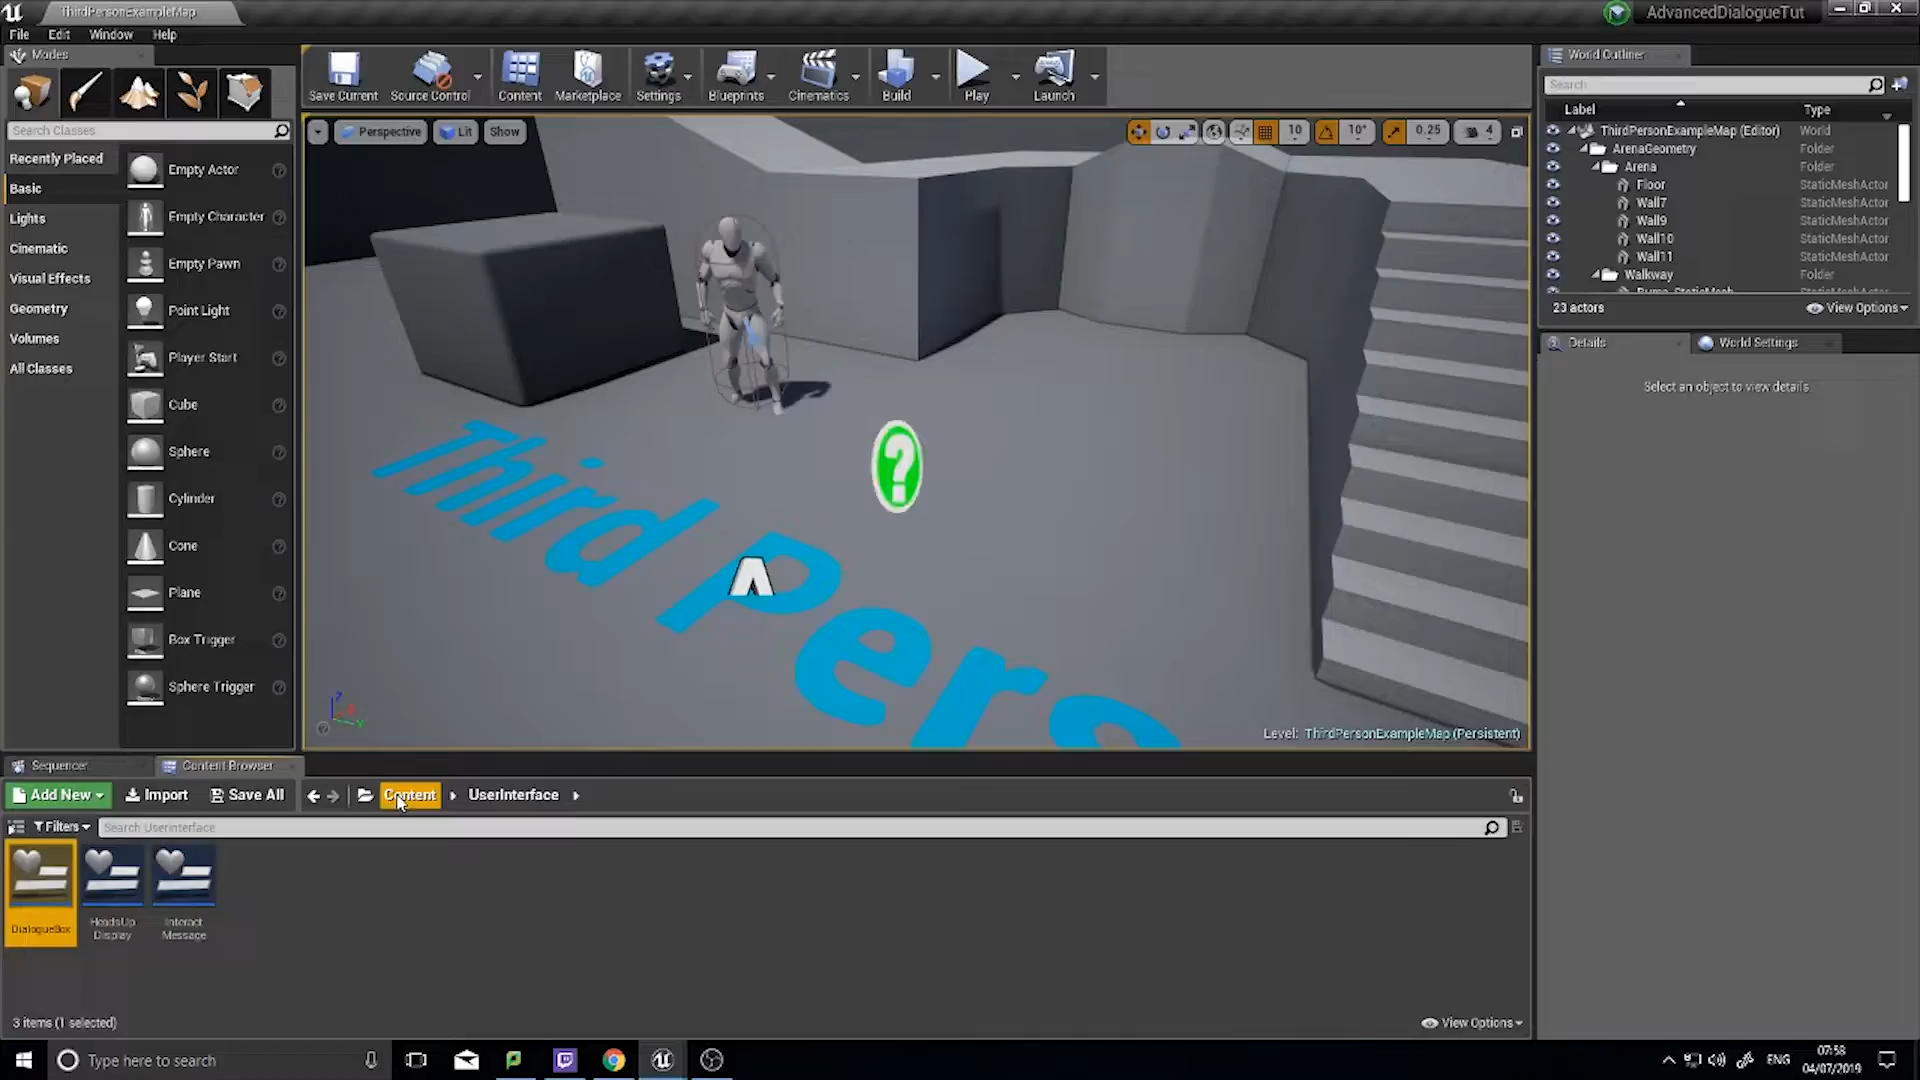 ThirdPersonExampleMap
AdvancedDialogueTut
File Edit Window Help
Modes
Search Classes
Recently Placed
Basic
Lights
Cinematic
Visual Effects
Geometry
Volumes
All Classes
Empty Actor
Empty Character
Empty Pawn
Point Light
Player Start
Cube
Sphere
Cylinder
Cone
Plane
Box Trigger
Sphere Trigger
Save Current
Source Control
Content
Marketplace
Settings
Blueprints
Cinematics
Build
Play
Launch
Perspective Lit Show
10 10° 0.25 4
Third Pers
?
Z
Y
Level: ThirdPersonExampleMap (Persistent)
World Outliner
Search
Label Type
ThirdPersonExampleMap (Editor) World
ArenaGeometry Folder
Arena Folder
Floor StaticMeshActor
Wall7 StaticMeshActor
Wall9 StaticMeshActor
Wall10 StaticMeshActor
Wall11 StaticMeshActor
Walkway Folder
23 actors View Options
Details World Settings
Select an object to view details
Sequencer Content Browser
Add New Import Save All Content UserInterface
Filters Search UserInterface
DialogueBox
HeadsUp
Display
Interact
Message
3 items (1 selected) View Options
Type here to search
ENG
07:58
04/07/2019